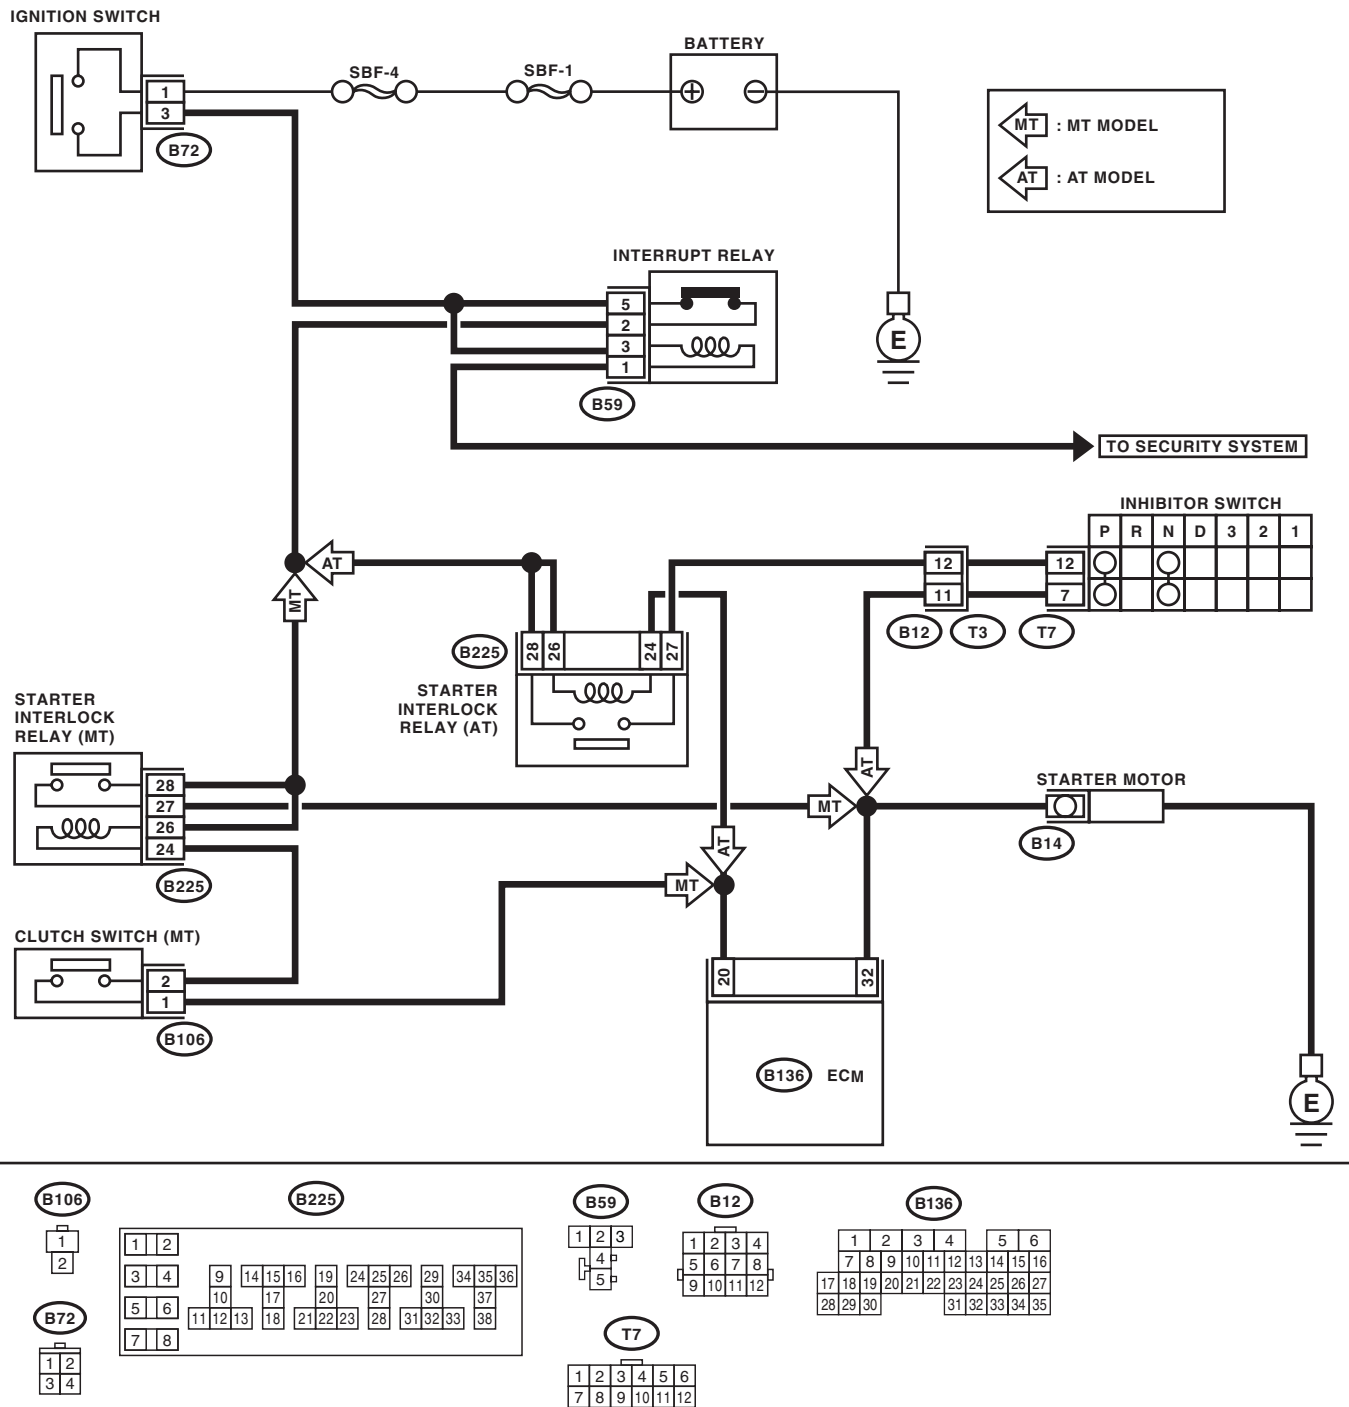 IGNITION SWITCH
BATTERY
SBF-4
SBF-1
1
3
B72
MT : MT MODEL
AT : AT MODEL
INTERRUPT RELAY
5
2
3
1
B59
E
TO SECURITY SYSTEM
INHIBITOR SWITCH
P R N D 3 2 1
AT
12
11
12
7
MT
B12
T3
T7
B225
28 26 24 27
STARTER
INTERLOCK
RELAY (AT)
STARTER
INTERLOCK
RELAY (MT)
28
27
26
24
B225
AT
MT
STARTER MOTOR
B14
AT
MT
CLUTCH SWITCH (MT)
2
1
B106
20 32
B136 ECM
E
B106
1
2
B72
1 2
3 4
B225
1 2
3 4
5 6
7 8
9 14 15 16 19 24 25 26 29 34 35 36
10 17 20 27 30 37
11 12 13 18 21 22 23 28 31 32 33 38
B59
1 2 3
4
5
B12
1 2 3 4
5 6 7 8
9 10 11 12
B136
1 2 3 4 5 6
7 8 9 10 11 12 13 14 15 16
17 18 19 20 21 22 23 24 25 26 27
28 29 30 31 32 33 34 35
T7
1 2 3 4 5 6
7 8 9 10 11 12